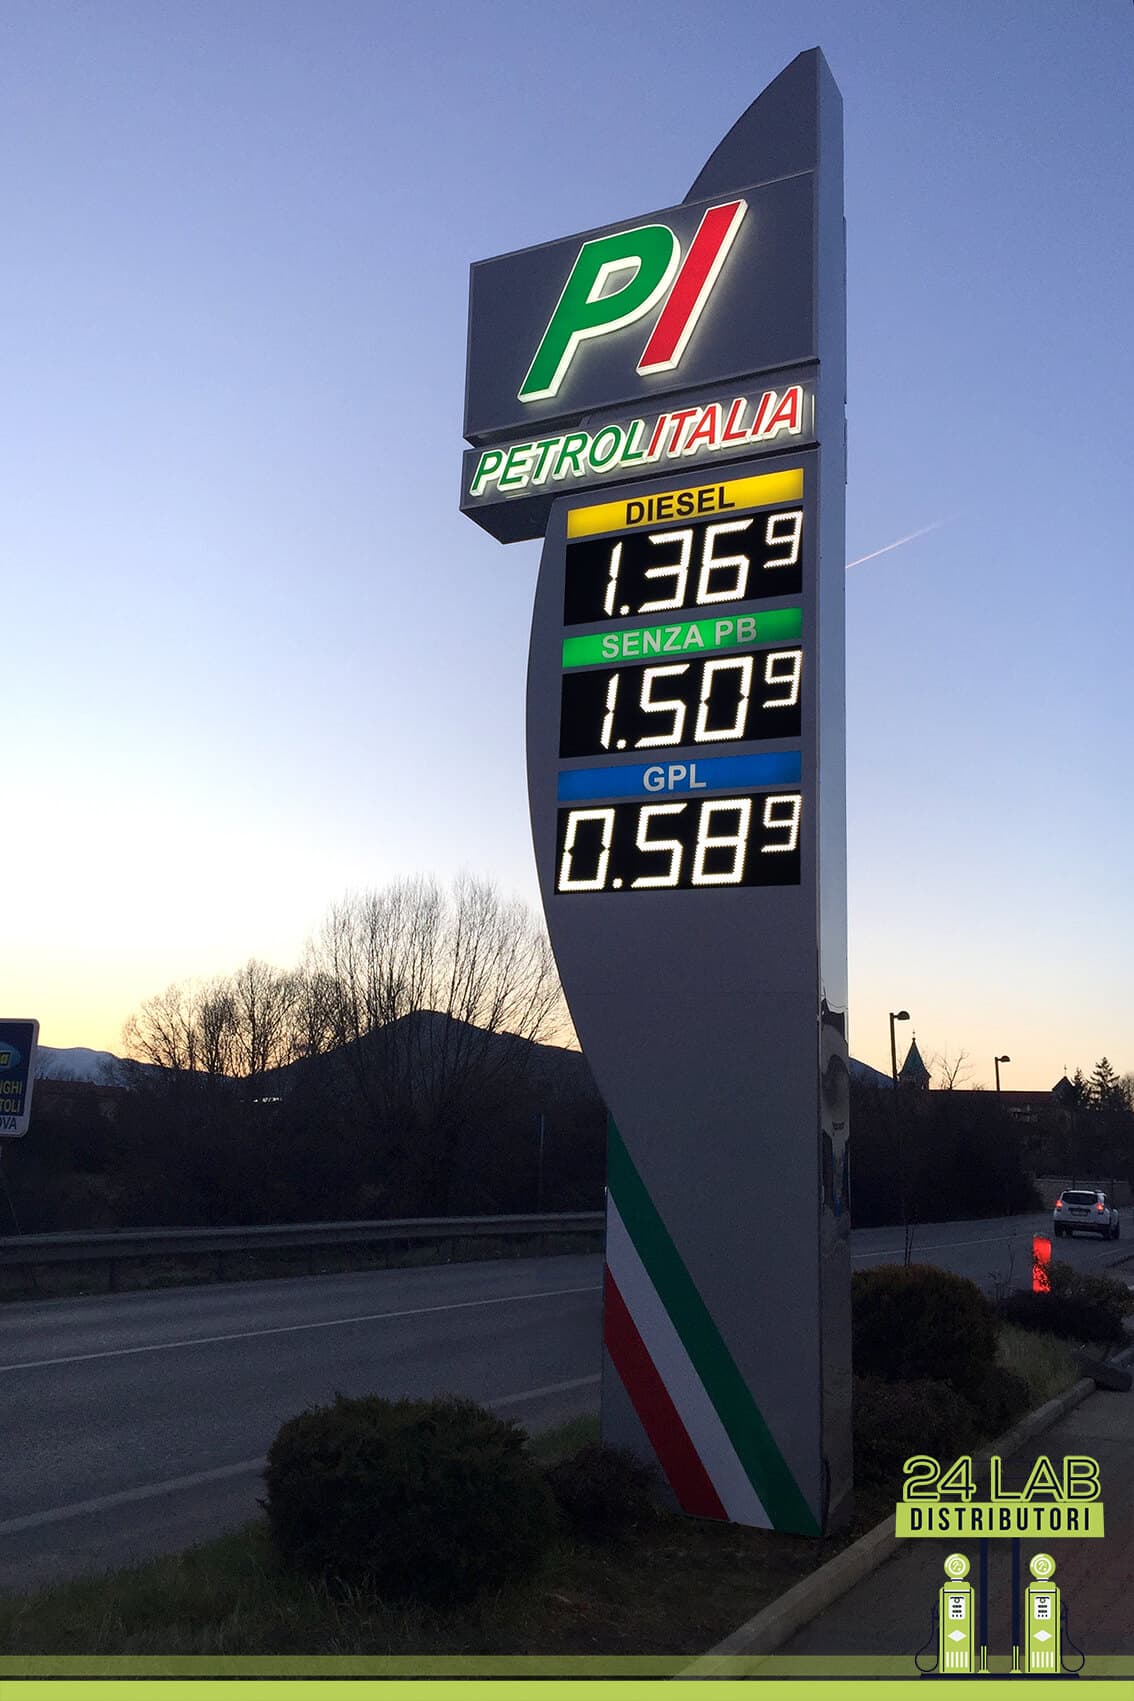 PI
PETROLITALIA
DIESEL
1.369
SENZA PB
1.509
GPL
0.589
24 LAB
DISTRIBUTORI